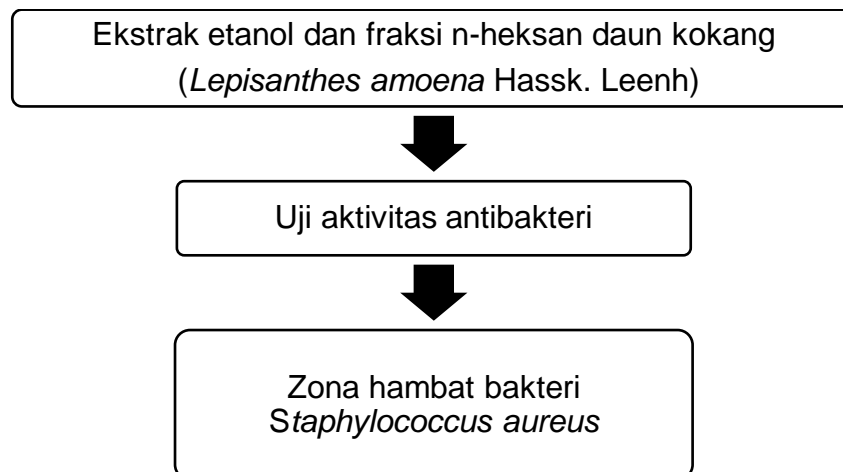 Ekstrak etanol dan fraksi n-heksan daun kokang
(Lepisanthes amoena Hassk. Leenh)
Uji aktivitas antibakteri
Zona hambat bakteri
Staphylococcus aureus